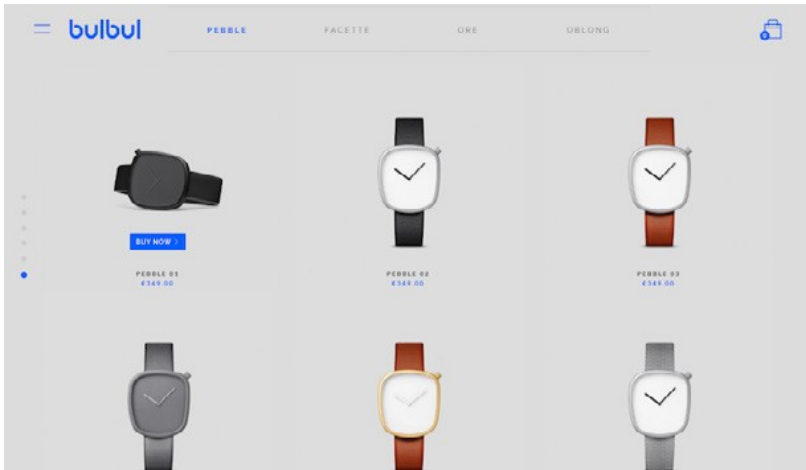 bulbul
PEBBLE FACETTE ORE OBLONG
0
BUY NOW
PEBBLE 01 PEBBLE 02 PEBBLE 03
€349.00 €349.00 €349.00